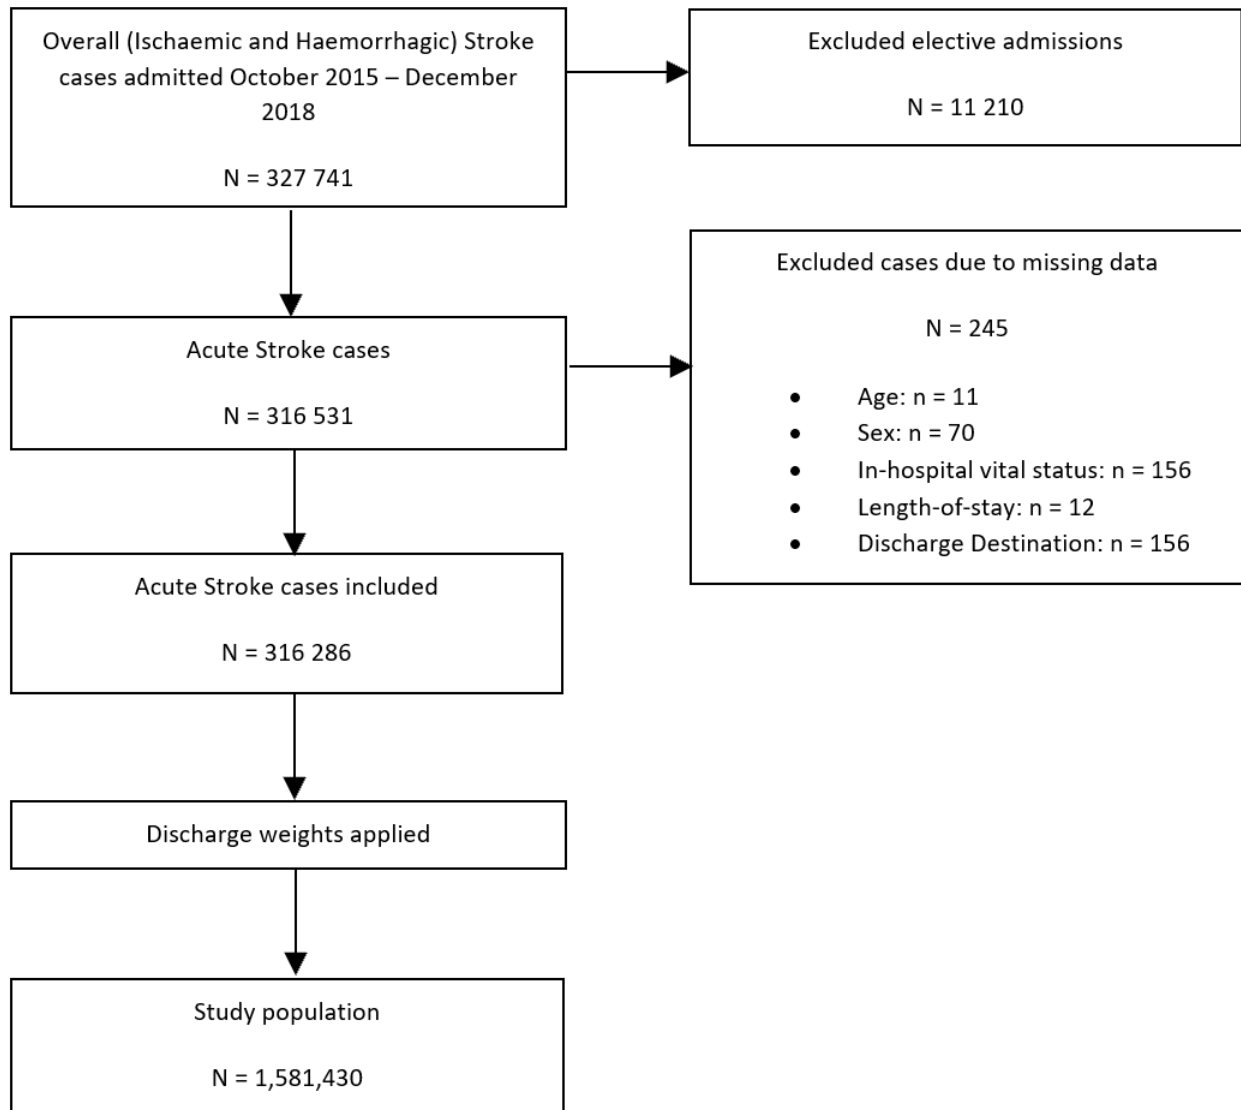 Overall (Ischaemic and Haemorrhagic) Stroke
cases admitted October 2015 – December
2018
N = 327 741
Excluded elective admissions
N = 11 210
Acute Stroke cases
N = 316 531
Excluded cases due to missing data
N = 245
• Age: n = 11
• Sex: n = 70
• In-hospital vital status: n = 156
• Length-of-stay: n = 12
• Discharge Destination: n = 156
Acute Stroke cases included
N = 316 286
Discharge weights applied
Study population
N = 1,581,430